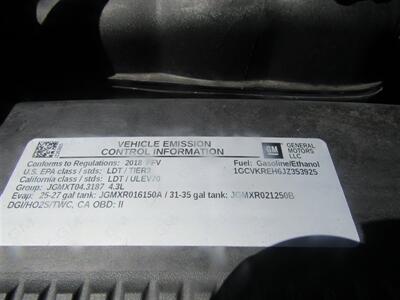 VEHICLE EMISSION
CONTROL INFORMATION
GM
GENERAL
MOTORS
LLC
Conforms to Regulations: 2018 FFV
Fuel: Gasoline/Ethanol
U.S. EPA class / stds: LDT / TIER3
1GCVKREH6JZ353925
California class / stds: LDT / ULEV70
Group: JGMXT04.3187 4.3L
Evap: 25-27 gal tank: JGMXR016150A / 31-35 gal tank: JGMXR021250B
DGI/HO2S/TWC, CA OBD: II